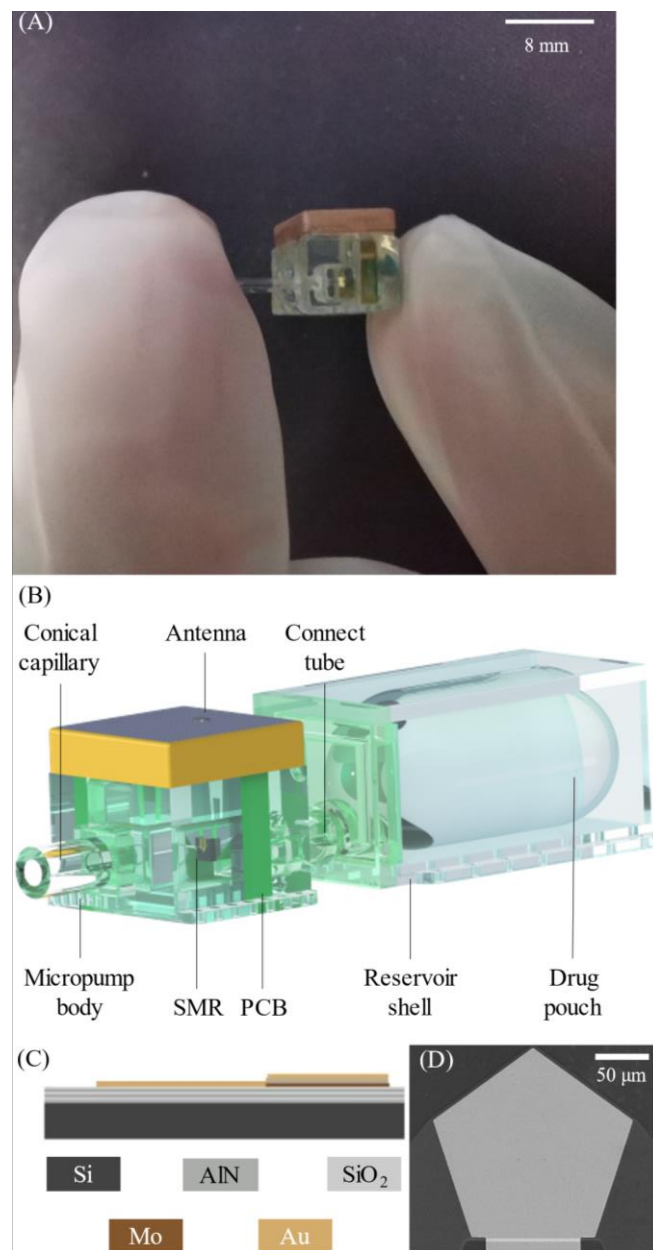 (A)
8 mm
(B)
Conical
capillary
Antenna
Connect
tube
Micropump
body
SMR
PCB
Reservoir
shell
Drug
pouch
(C)
(D)
50 μm
Si
AlN
SiO₂
Mo
Au